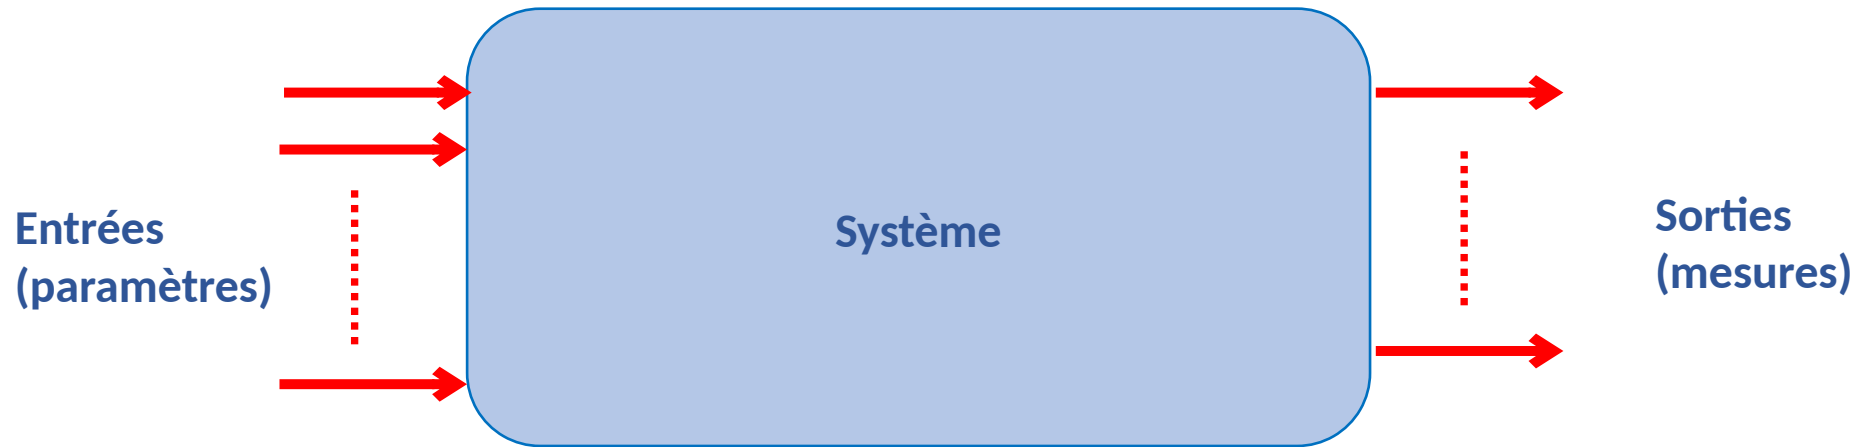 Entrées
(paramètres)
Système
Sorties
(mesures)